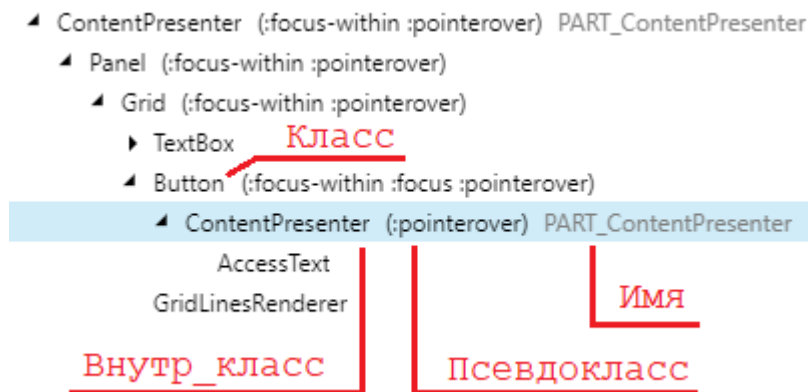 ContentPresenter (:focus-within :pointerover) PART_ContentPresenter
Panel (:focus-within :pointerover)
Grid (:focus-within :pointerover)
TextBox Класс
Button (:focus-within :focus :pointerover)
ContentPresenter (:pointerover) PART_ContentPresenter
AccessText
GridLinesRenderer Имя
Внутр_класс Псевдокласс